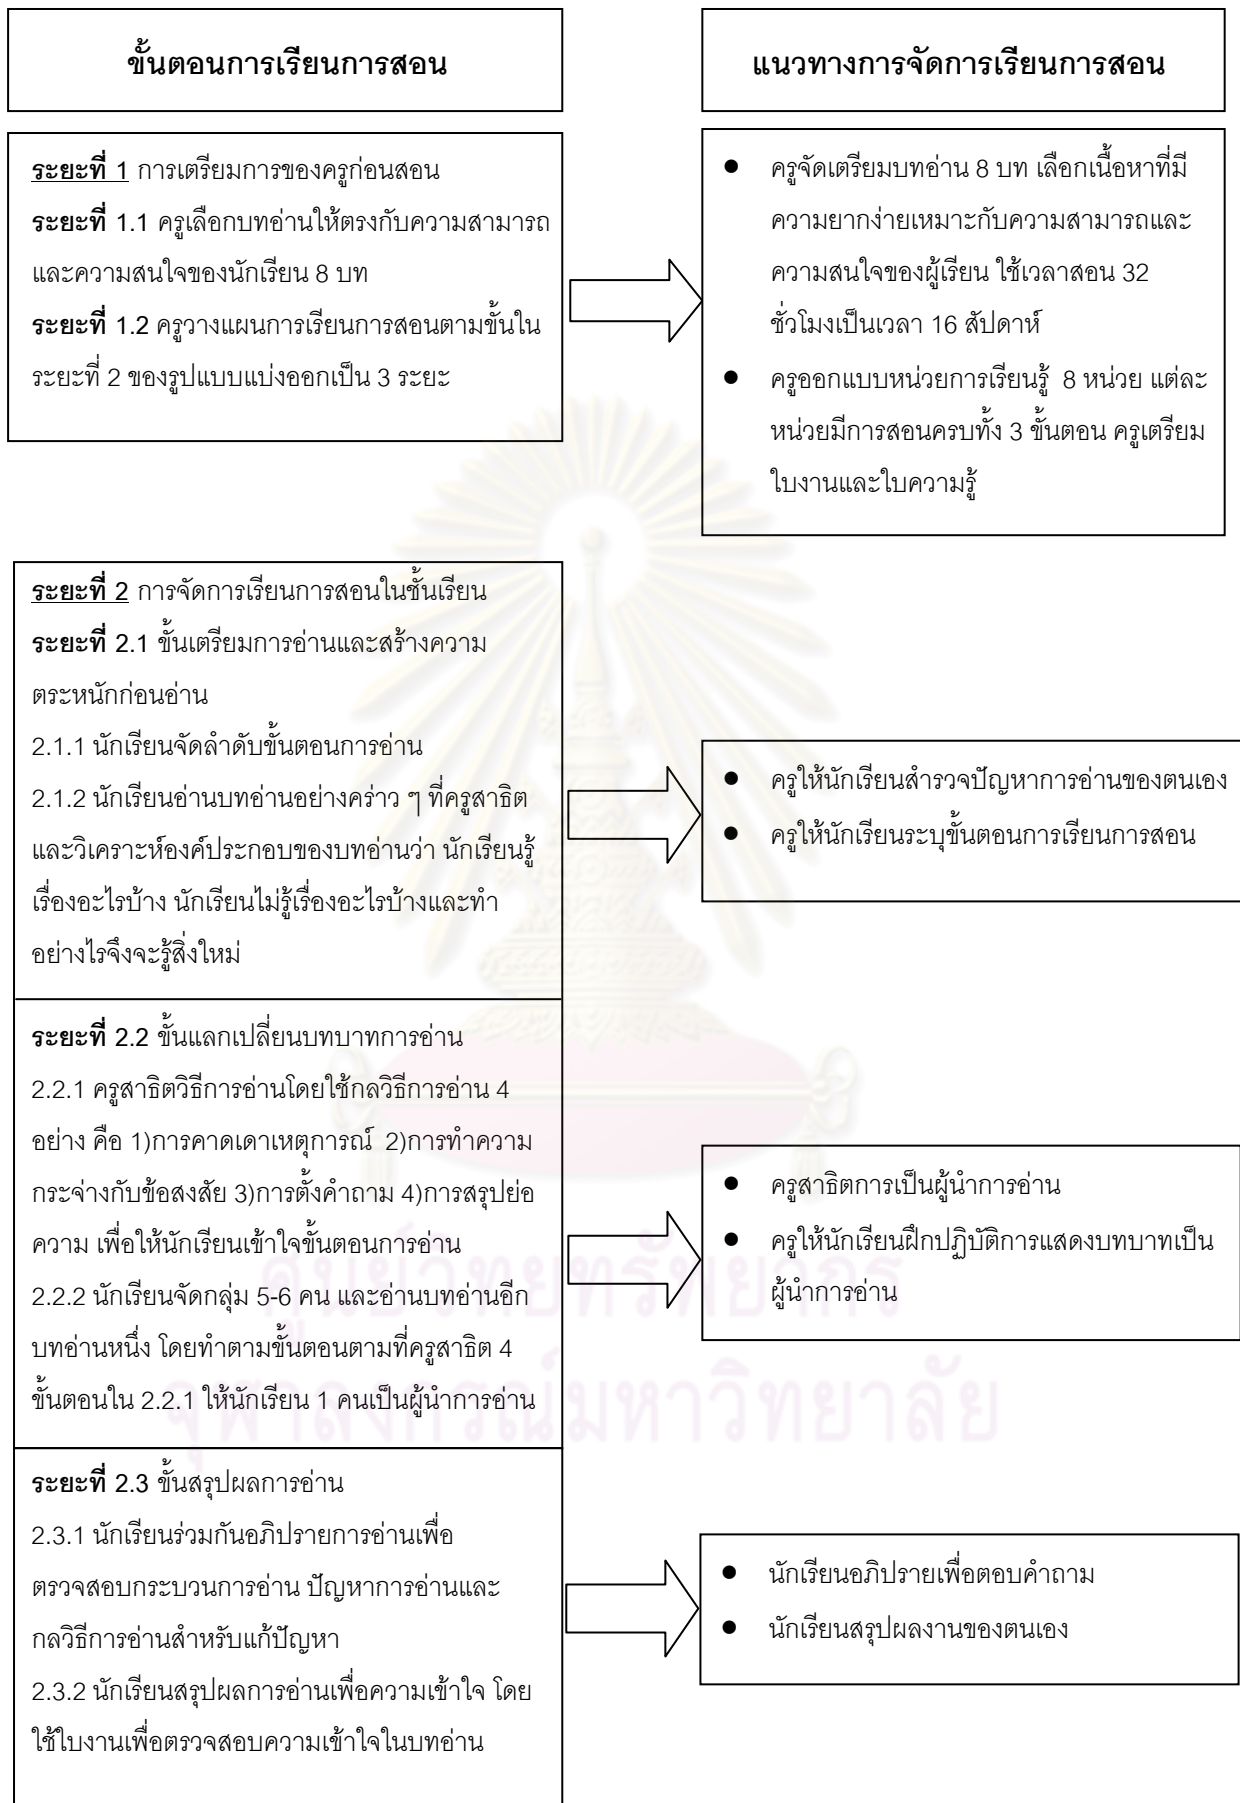 ขั้นตอนการเรียนการสอน
แนวทางการจัดการเรียนการสอน
ระยะที่ 1 การเตรียมการของครูก่อนสอน
ระยะที่ 1.1 ครูเลือกบทอ่านให้ตรงกับความสามารถ
และความสนใจของนักเรียน 8 บท
ระยะที่ 1.2 ครูวางแผนการเรียนการสอนตามขั้นใน
ระยะที่ 2 ของรูปแบบแบ่งออกเป็น 3 ระยะ
● ครูจัดเตรียมบทอ่าน 8 บท เลือกเนื้อหาที่มี
ความยากง่ายเหมาะกับความสามารถและ
ความสนใจของผู้เรียน ใช้เวลาสอน 32
ชั่วโมงเป็นเวลา 16 สัปดาห์
● ครูออกแบบหน่วยการเรียนรู้ 8 หน่วย แต่ละ
หน่วยมีการสอนครบทั้ง 3 ขั้นตอน ครูเตรียม
ใบงานและใบความรู้
ระยะที่ 2 การจัดการเรียนการสอนในชั้นเรียน
ระยะที่ 2.1 ขั้นเตรียมการอ่านและสร้างความ
ตระหนักก่อนอ่าน
2.1.1 นักเรียนจัดลำดับขั้นตอนการอ่าน
2.1.2 นักเรียนอ่านบทอ่านอย่างคร่าว ๆ ที่ครูสาธิต
และวิเคราะห์องค์ประกอบของบทอ่านว่า นักเรียนรู้
เรื่องอะไรบ้าง นักเรียนไม่รู้เรื่องอะไรบ้างและทำ
อย่างไรจึงจะรู้สิ่งใหม่
● ครูให้นักเรียนสำรวจปัญหาการอ่านของตนเอง
● ครูให้นักเรียนระบุขั้นตอนการเรียนการสอน
ระยะที่ 2.2 ขั้นแลกเปลี่ยนบทบาทการอ่าน
2.2.1 ครูสาธิตวิธีการอ่านโดยใช้กลวิธีการอ่าน 4
อย่าง คือ 1)การคาดเดาเหตุการณ์ 2)การทำความ
กระจ่างกับข้อสงสัย 3)การตั้งคำถาม 4)การสรุปย่อ
ความ เพื่อให้นักเรียนเข้าใจขั้นตอนการอ่าน
2.2.2 นักเรียนจัดกลุ่ม 5-6 คน และอ่านบทอ่านอีก
บทอ่านหนึ่ง โดยทำตามขั้นตอนตามที่ครูสาธิต 4
ขั้นตอนใน 2.2.1 ให้นักเรียน 1 คนเป็นผู้นำการอ่าน
● ครูสาธิตการเป็นผู้นำการอ่าน
● ครูให้นักเรียนฝึกปฏิบัติการแสดงบทบาทเป็น
ผู้นำการอ่าน
ศูนย์วิทยทรัพยากร
จุฬาลงกรณ์มหาวิทยาลัย
ระยะที่ 2.3 ขั้นสรุปผลการอ่าน
2.3.1 นักเรียนร่วมกันอภิปรายการอ่านเพื่อ
ตรวจสอบกระบวนการอ่าน ปัญหาการอ่านและ
กลวิธีการอ่านสำหรับแก้ปัญหา
2.3.2 นักเรียนสรุปผลการอ่านเพื่อความเข้าใจ โดย
ใช้ใบงานเพื่อตรวจสอบความเข้าใจในบทอ่าน
● นักเรียนอภิปรายเพื่อตอบคำถาม
● นักเรียนสรุปผลงานของตนเอง